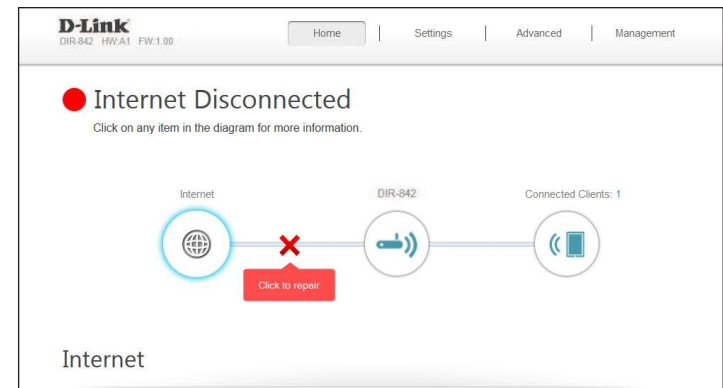 D-Link
DIR-842 HW:A1 FW:1.00
Home | Settings | Advanced | Management
Internet Disconnected
Click on any item in the diagram for more information.
Internet
DIR-842
Connected Clients: 1
Click to repair
Internet